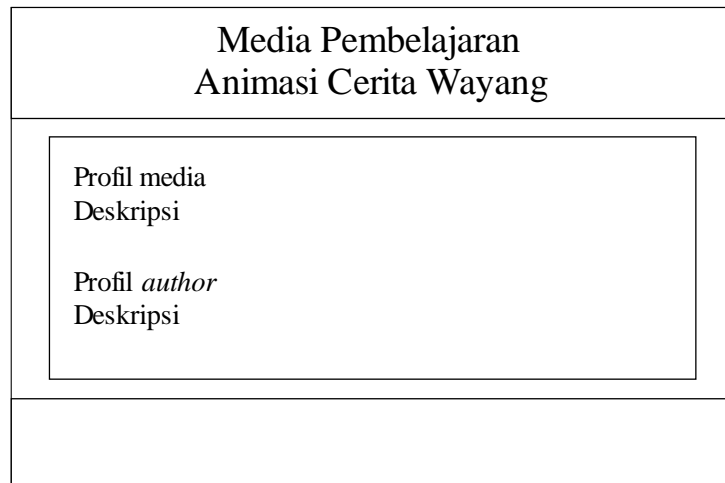 Media Pembelajaran
Animasi Cerita Wayang
Profil media
Deskripsi
Profil author
Deskripsi